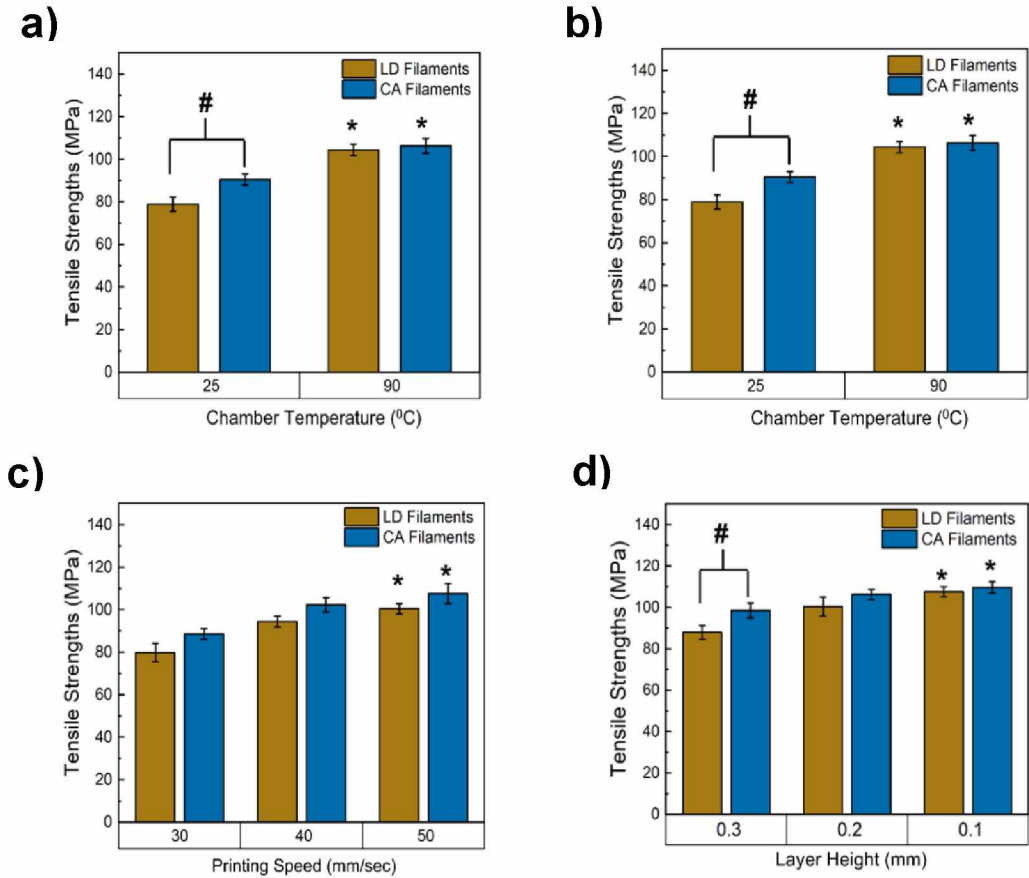 a)
140
120
100
80
60
40
20
0
Tensile Strengths (MPa)
LD Filaments
CA Filaments
#
*
*
25
90
Chamber Temperature (⁰C)
b)
140
120
100
80
60
40
20
0
Tensile Strengths (MPa)
LD Filaments
CA Filaments
#
*
*
25
90
Chamber Temperature (⁰C)
c)
140
120
100
80
60
40
20
0
Tensile Strengths (MPa)
LD Filaments
CA Filaments
*
*
30
40
50
Printing Speed (mm/sec)
d)
140
120
100
80
60
40
20
0
Tensile Strengths (MPa)
LD Filaments
CA Filaments
#
*
*
0.3
0.2
0.1
Layer Height (mm)